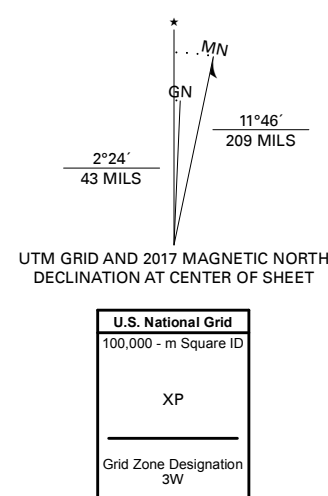 ★
MN
GN
11°46´
209 MILS
2°24´
43 MILS
UTM GRID AND 2017 MAGNETIC NORTH
DECLINATION AT CENTER OF SHEET
U.S. National Grid
100,000 - m Square ID
XP
Grid Zone Designation
3W